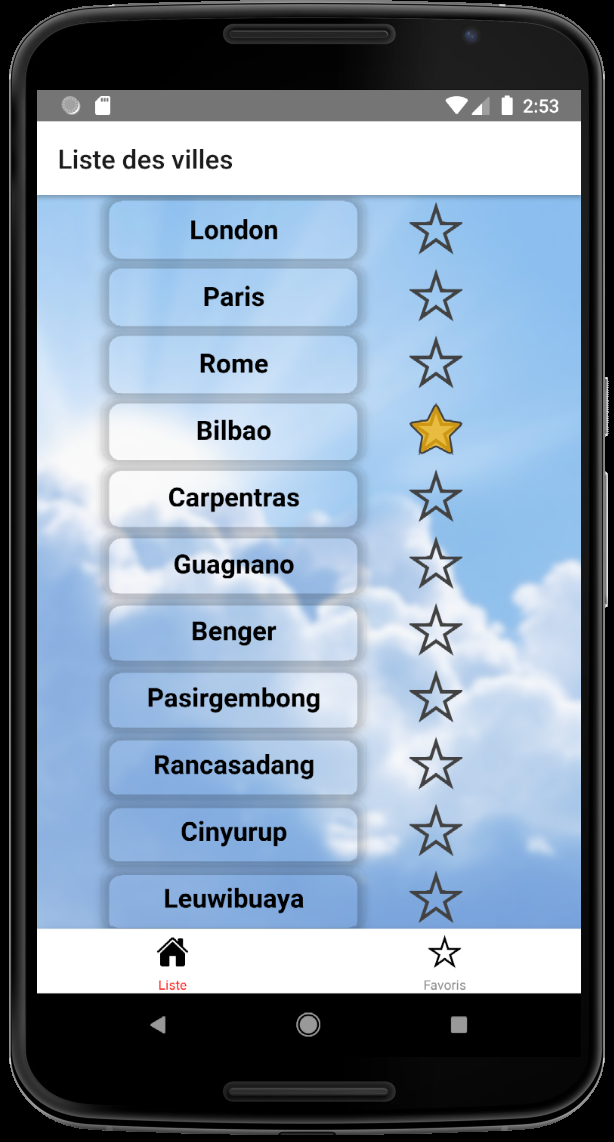 2:53
Liste des villes
London
Paris
Rome
Bilbao
Carpentras
Guagnano
Benger
Pasirgembong
Rancasadang
Cinyurup
Leuwibuaya
Liste Favoris